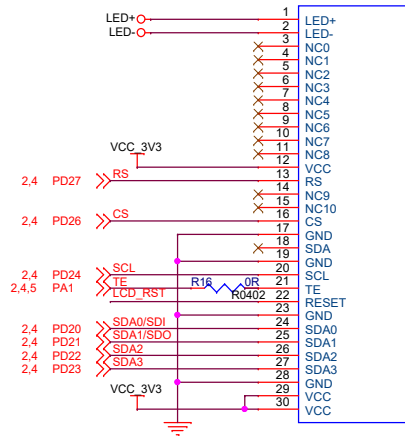 LED+ 1 LED+
LED- 2 LED-
3 NC0
4 NC1
5 NC2
6 NC3
7 NC4
8 NC5
9 NC6
10 NC7
VCC_3V3 11 NC8
12 VCC
2,4 PD27 RS 13 RS
14 NC9
15 NC10
2,4 PD26 CS 16 CS
17 GND
18 SDA
19 GND
2,4 PD24 SCL 20 SCL
2,4,5 PA1 TE R16 0R 21 TE
LCD_RST R0402 22 RESET
23 GND
2,4 PD20 SDA0/SDI 24 SDA0
2,4 PD21 SDA1/SDO 25 SDA1
2,4 PD22 SDA2 26 SDA2
2,4 PD23 SDA3 27 SDA3
28 GND
VCC_3V3 29 VCC
30 VCC